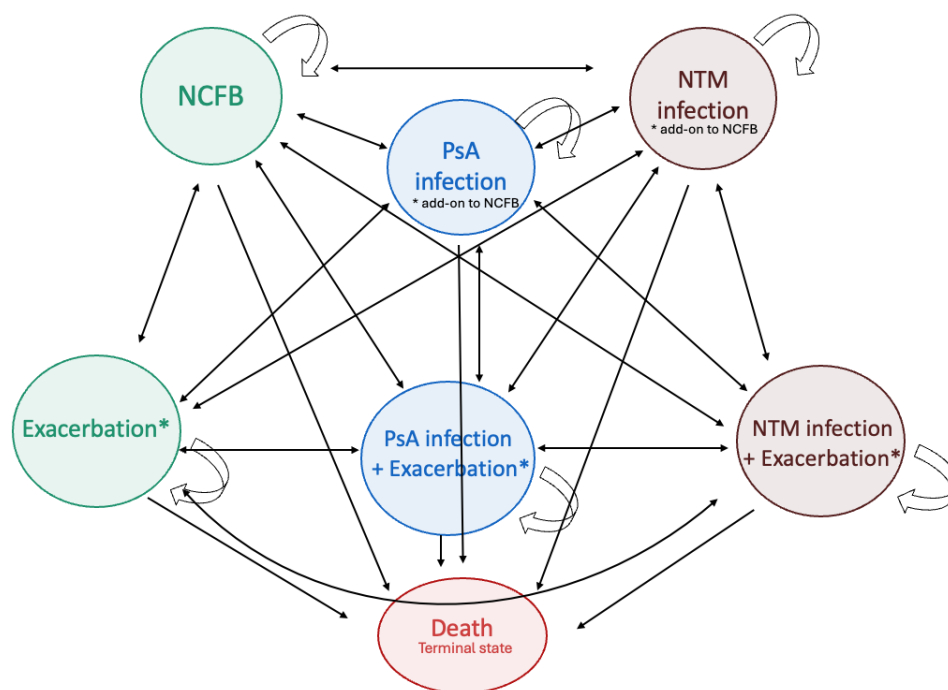 NCFB
NTM
infection
* add-on to NCFB
PsA
infection
* add-on to NCFB
Exacerbation*
PsA infection
+ Exacerbation*
NTM infection
+ Exacerbation*
Death
Terminal state